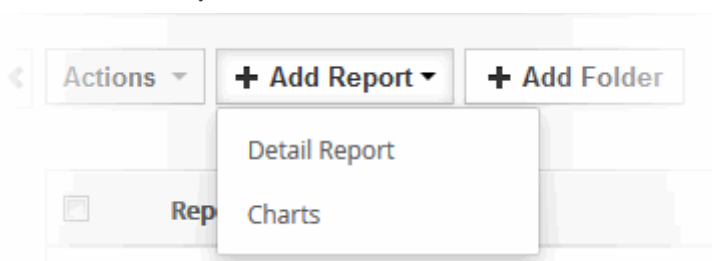 Actions + Add Report + Add Folder
Detail Report
Rep Charts